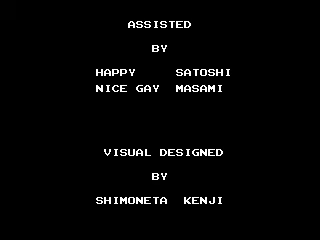 ASSISTED
BY
HAPPY SATOSHI
NICE GAY MASAMI
VISUAL DESIGNED
BY
SHIMONETA KENJI